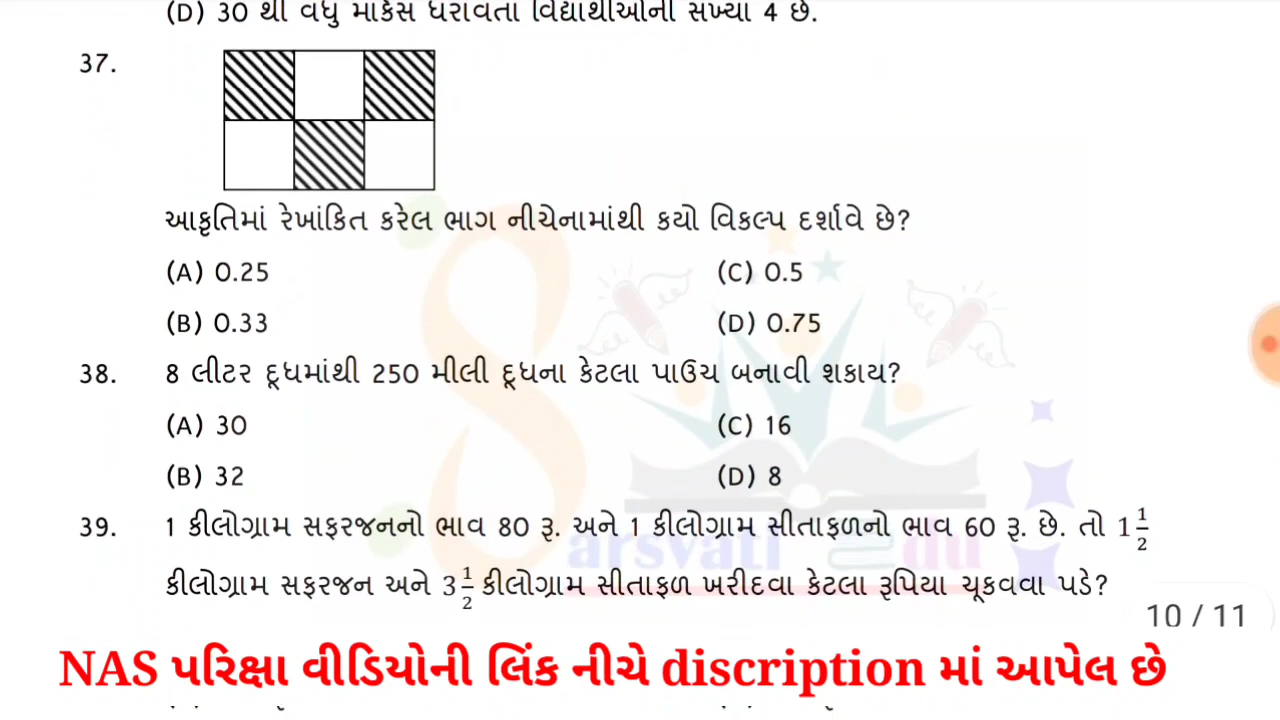 (D) 30 થી વધુ માર્કસ ધરાવતા વિદ્યાર્થીઓની સંખ્યા 4 છે.
37.
આકૃતિમાં રેખાંકિત કરેલ ભાગ નીચેનામાંથી કયો વિકલ્પ દર્શાવે છે?
(A) 0.25 (C) 0.5
(B) 0.33 (D) 0.75
38. 8 લીટર દૂધમાંથી 250 મીલી દૂધના કેટલા પાઉચ બનાવી શકાય?
(A) 30 (C) 16
(B) 32 (D) 8
39. 1 કીલોગ્રામ સફરજનનો ભાવ 80 રૂ. અને 1 કીલોગ્રામ સીતાફળનો ભાવ 60 રૂ. છે. તો 1 1/2
કીલોગ્રામ સફરજન અને 3 1/2 કીલોગ્રામ સીતાફળ ખરીદવા કેટલા રૂપિયા ચૂકવવા પડે?
arsvati Edu
10 / 11
NAS પરિક્ષા વીડિયોની લિંક નીચે discription માં આપેલ છે